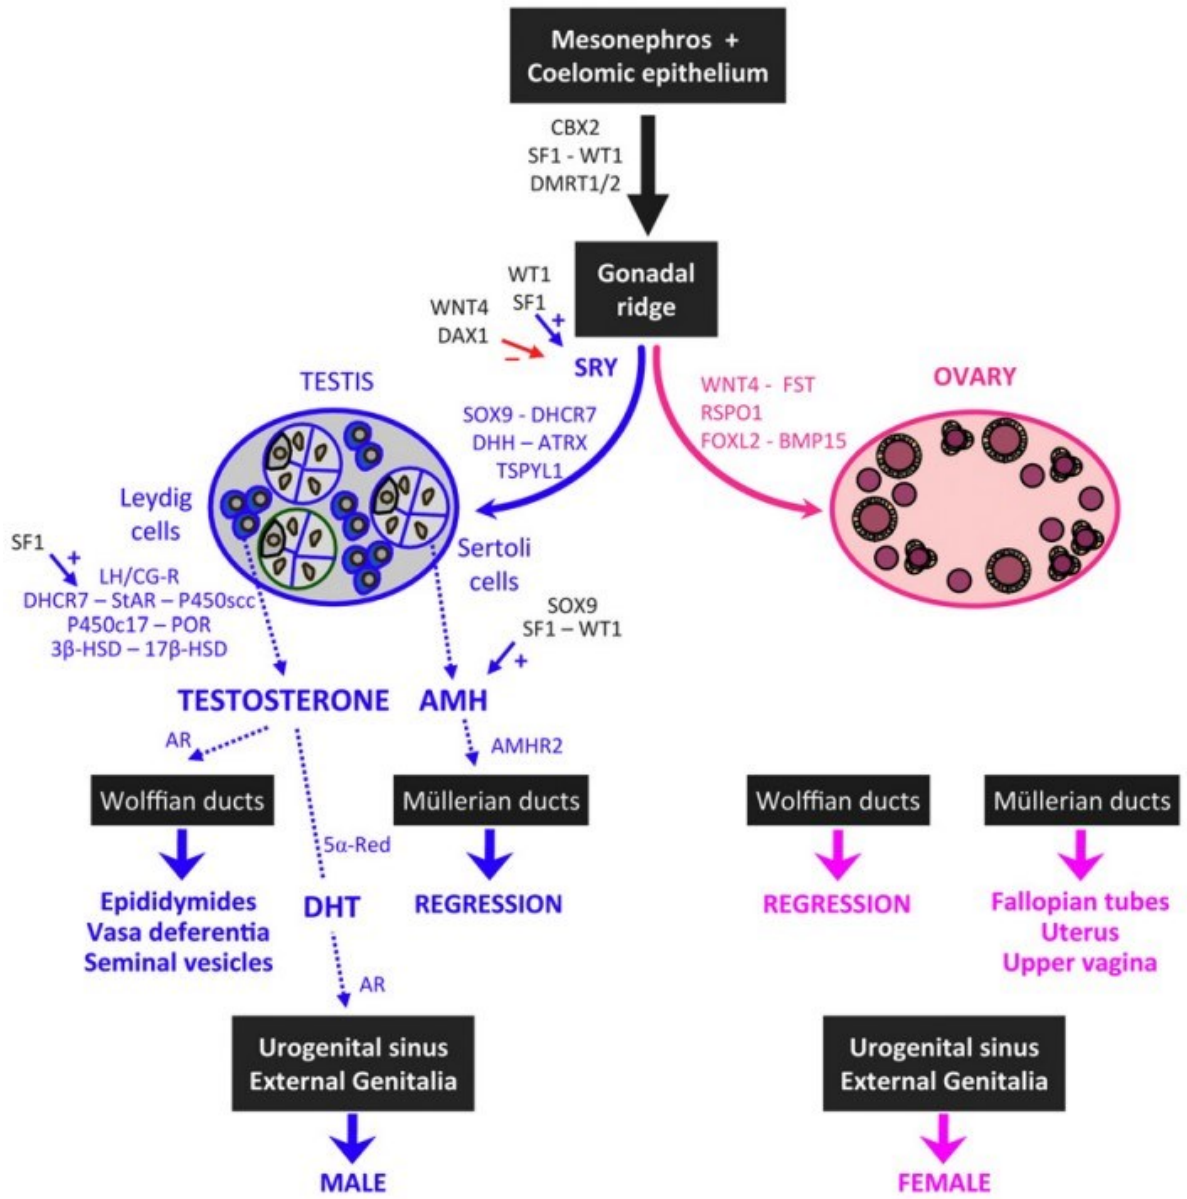 Mesonephros +
Coelomic epithelium
CBX2
SF1 - WT1
DMRT1/2
Gonadal
ridge
WT1
SF1
+
WNT4
DAX1
–
SRY
TESTIS
SOX9 - DHCR7
DHH – ATRX
TSPYL1
WNT4 - FST
RSPO1
FOXL2 - BMP15
OVARY
Leydig
cells
Sertoli
cells
SF1
+
LH/CG-R
DHCR7 – StAR – P450scc
P450c17 – POR
3β-HSD – 17β-HSD
SOX9
SF1 – WT1
+
TESTOSTERONE
AMH
AR
AMHR2
Wolffian ducts
Müllerian ducts
Wolffian ducts
Müllerian ducts
5α-Red
Epididymides
Vasa deferentia
Seminal vesicles
DHT
REGRESSION
REGRESSION
Fallopian tubes
Uterus
Upper vagina
AR
Urogenital sinus
External Genitalia
Urogenital sinus
External Genitalia
MALE
FEMALE